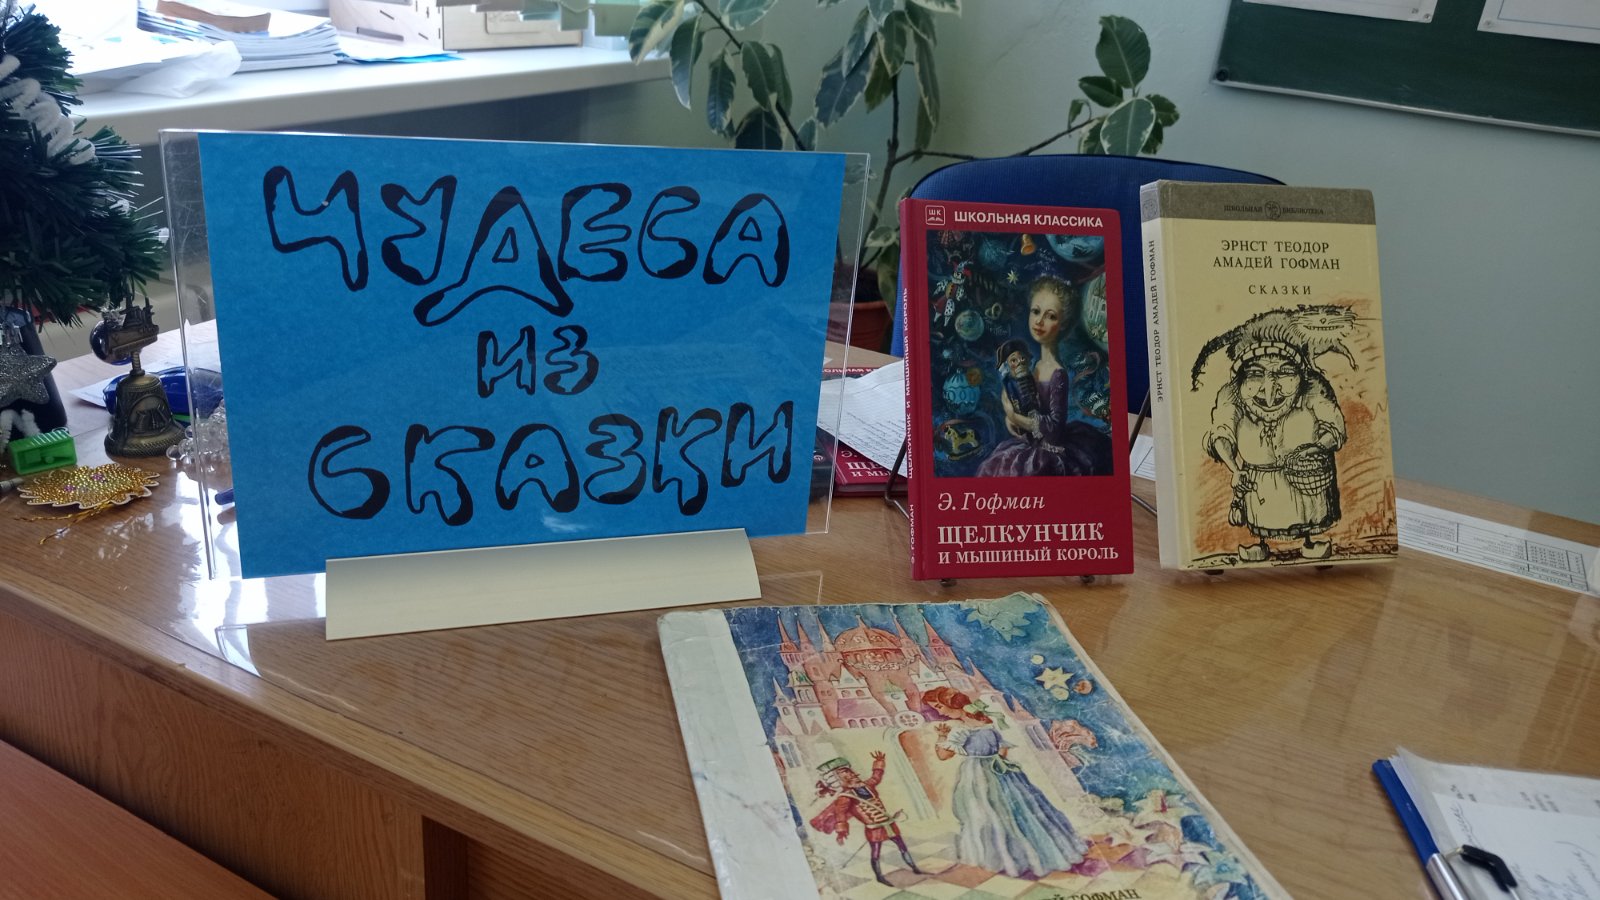 ЧУДЕСА
ИЗ
СКАЗКИ
ШК
ШКОЛЬНАЯ КЛАССИКА
Э. Гофман
ЩЕЛКУНЧИК
И МЫШИНЫЙ КОРОЛЬ
Э. ГОФМАН ЩЕЛКУНЧИК И МЫШИНЫЙ КОРОЛЬ
ШКОЛЬНАЯ БИБЛИОТЕКА
ЭРНСТ ТЕОДОР
АМАДЕЙ ГОФМАН
СКАЗКИ
ЭРНСТ ТЕОДОР АМАДЕЙ ГОФМАН
ГОФМАН